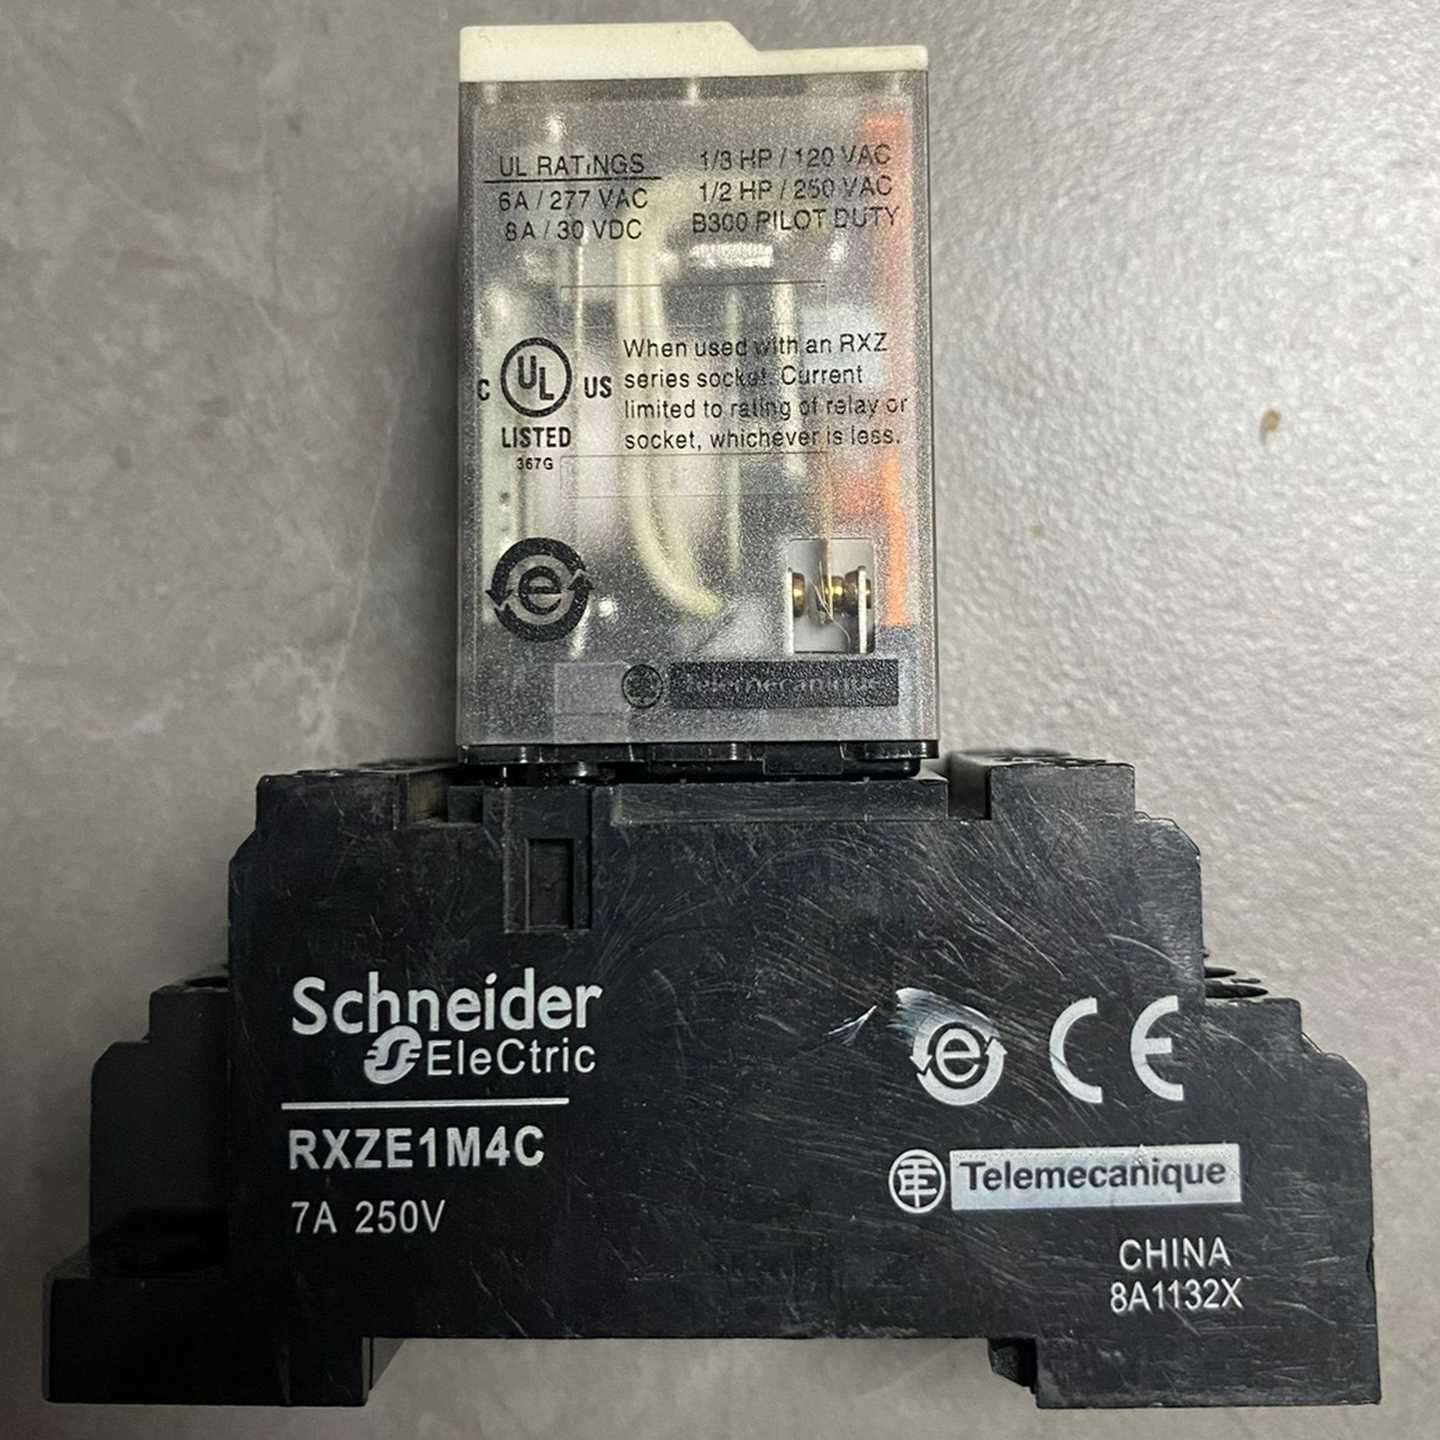 UL RATINGS
6A / 277 VAC
8A / 30 VDC
1/3 HP / 120 VAC
1/2 HP / 250 VAC
B300 PILOT DUTY
C UL US
LISTED
367G
When used with an RXZ
series socket. Current
limited to rating of relay or
socket, whichever is less.
e
Telemecanique
Schneider
EleCtric
RXZE1M4C
7A 250V
e CE
Telemecanique
CHINA
8A1132X